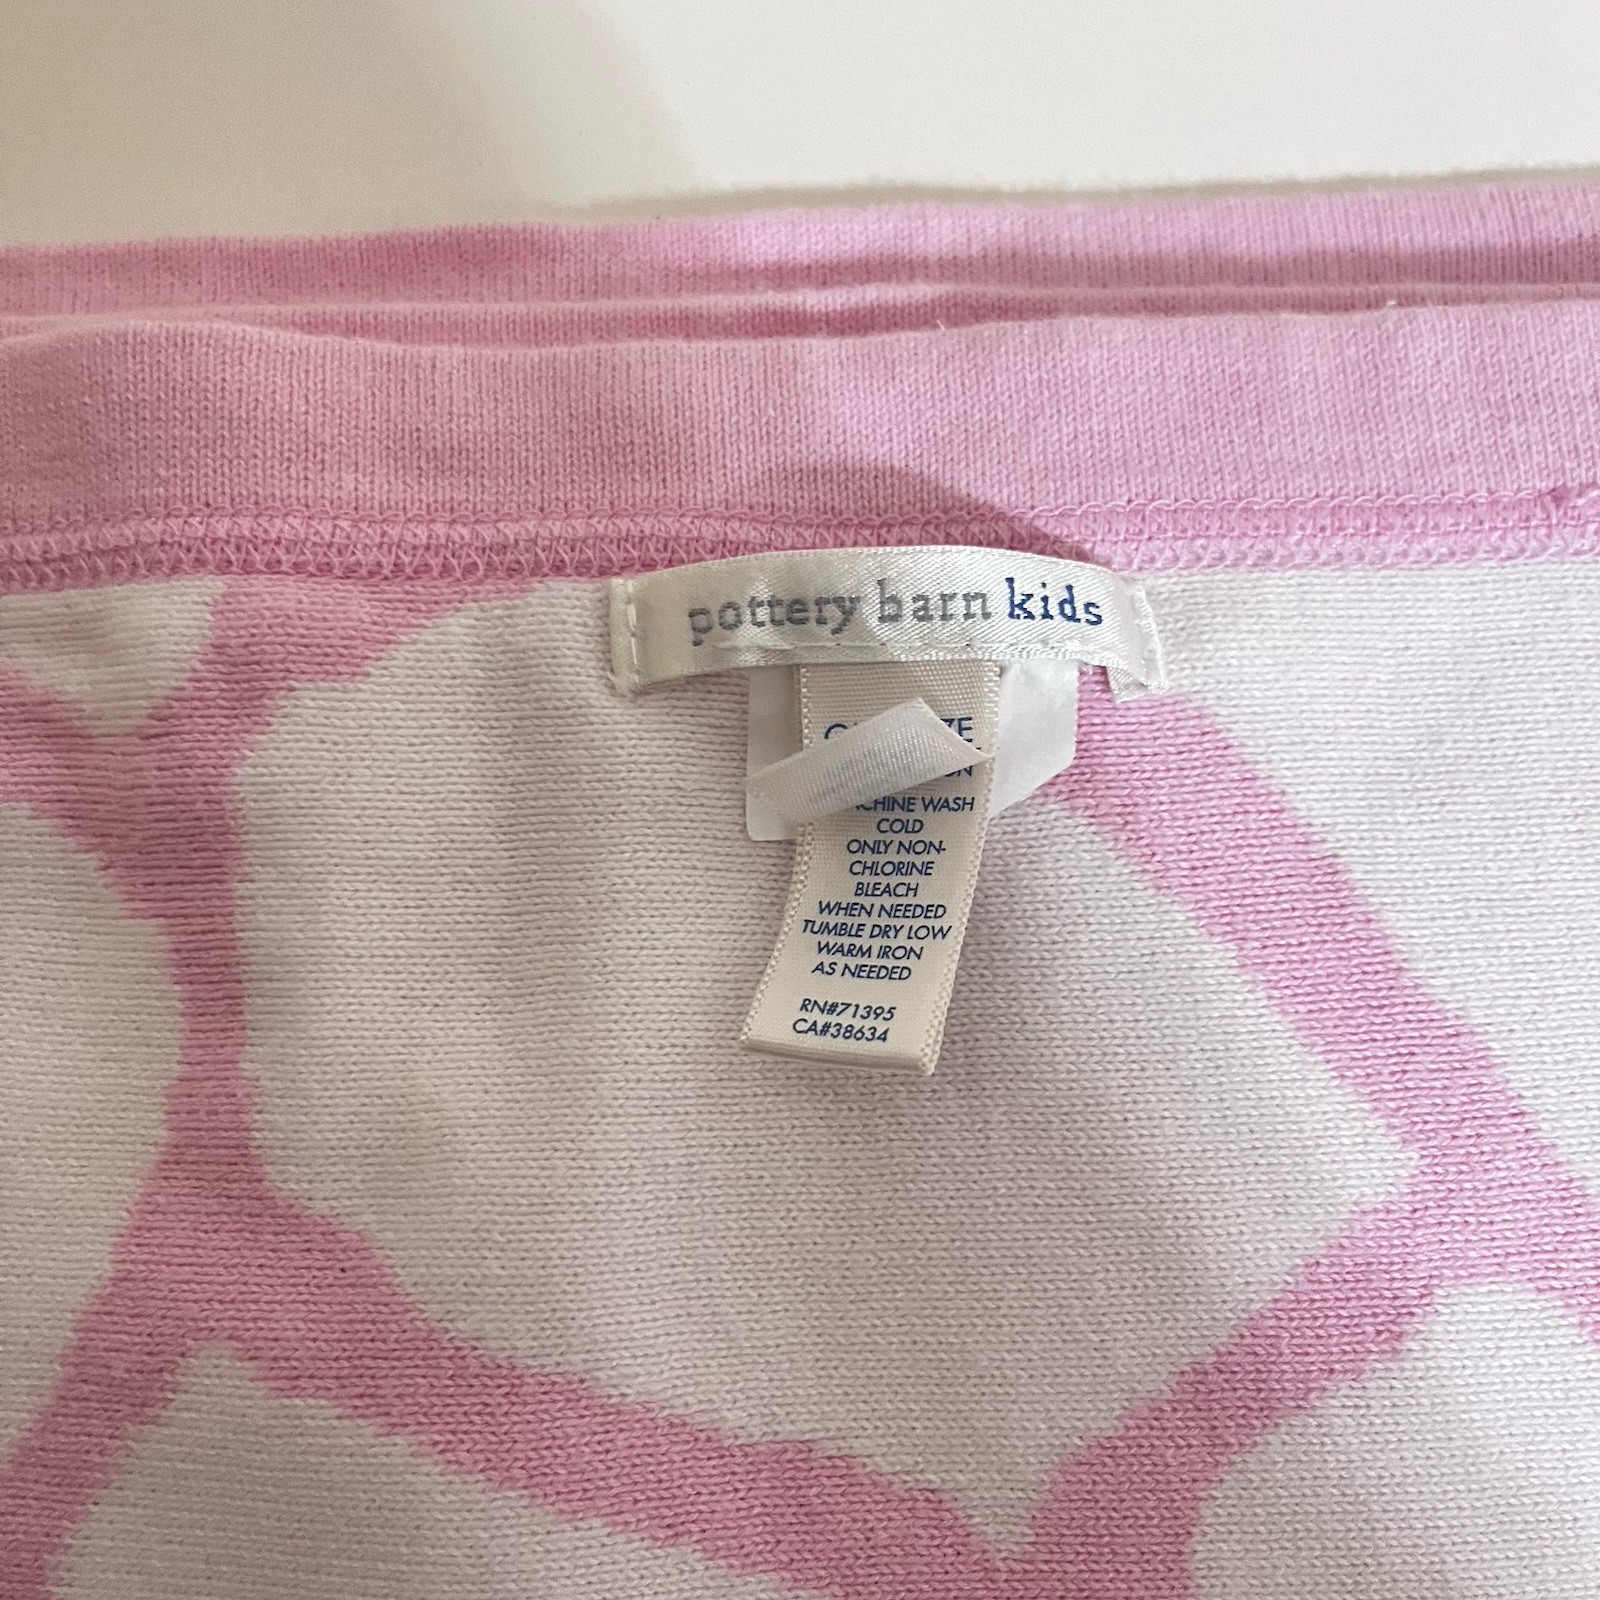 pottery barn kids
MACHINE WASH
COLD
ONLY NON-
CHLORINE
BLEACH
WHEN NEEDED
TUMBLE DRY LOW
WARM IRON
AS NEEDED
RN#71395
CA#38634